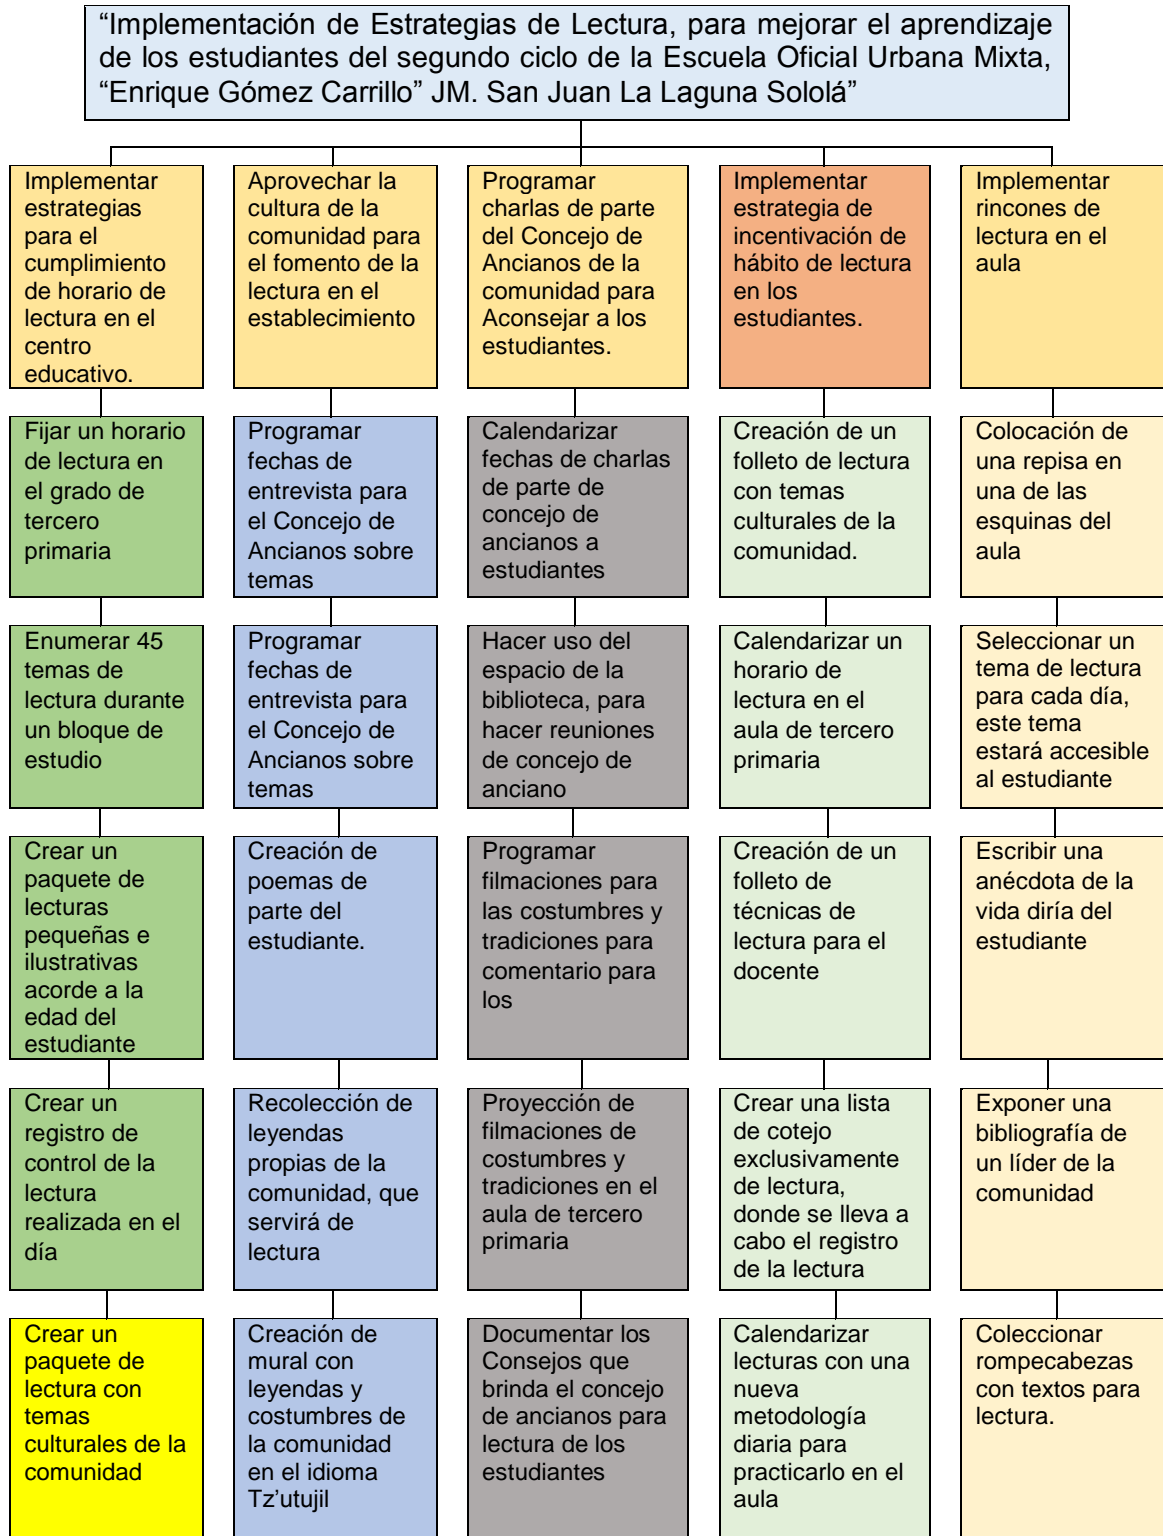 “Implementación de Estrategias de Lectura, para mejorar el aprendizaje
de los estudiantes del segundo ciclo de la Escuela Oficial Urbana Mixta,
“Enrique Gómez Carrillo” JM. San Juan La Laguna Sololá”
Implementar
estrategias
para el
cumplimiento
de horario de
lectura en el
centro
educativo.
Aprovechar la
cultura de la
comunidad para
el fomento de la
lectura en el
establecimiento
Programar
charlas de parte
del Concejo de
Ancianos de la
comunidad para
Aconsejar a los
estudiantes.
Implementar
estrategia de
incentivación de
hábito de lectura
en los
estudiantes.
Implementar
rincones de
lectura en el
aula
Fijar un horario
de lectura en
el grado de
tercero
primaria
Programar
fechas de
entrevista para
el Concejo de
Ancianos sobre
temas
Calendarizar
fechas de charlas
de parte de
concejo de
ancianos a
estudiantes
Creación de un
folleto de lectura
con temas
culturales de la
comunidad.
Colocación de
una repisa en
una de las
esquinas del
aula
Enumerar 45
temas de
lectura durante
un bloque de
estudio
Programar
fechas de
entrevista para
el Concejo de
Ancianos sobre
temas
Hacer uso del
espacio de la
biblioteca, para
hacer reuniones
de concejo de
anciano
Calendarizar un
horario de
lectura en el
aula de tercero
primaria
Seleccionar un
tema de lectura
para cada día,
este tema
estará accesible
al estudiante
Crear un
paquete de
lecturas
pequeñas e
ilustrativas
acorde a la
edad del
estudiante
Creación de
poemas de
parte del
estudiante.
Programar
filmaciones para
las costumbres y
tradiciones para
comentario para
los
Creación de un
folleto de
técnicas de
lectura para el
docente
Escribir una
anécdota de la
vida diría del
estudiante
Crear un
registro de
control de la
lectura
realizada en el
día
Recolección de
leyendas
propias de la
comunidad, que
servirá de
lectura
Proyección de
filmaciones de
costumbres y
tradiciones en el
aula de tercero
primaria
Crear una lista
de cotejo
exclusivamente
de lectura,
donde se lleva a
cabo el registro
de la lectura
Exponer una
bibliografía de
un líder de la
comunidad
Crear un
paquete de
lectura con
temas
culturales de la
comunidad
Creación de
mural con
leyendas y
costumbres de
la comunidad
en el idioma
Tz’utujil
Documentar los
Consejos que
brinda el concejo
de ancianos para
lectura de los
estudiantes
Calendarizar
lecturas con una
nueva
metodología
diaria para
practicarlo en el
aula
Coleccionar
rompecabezas
con textos para
lectura.